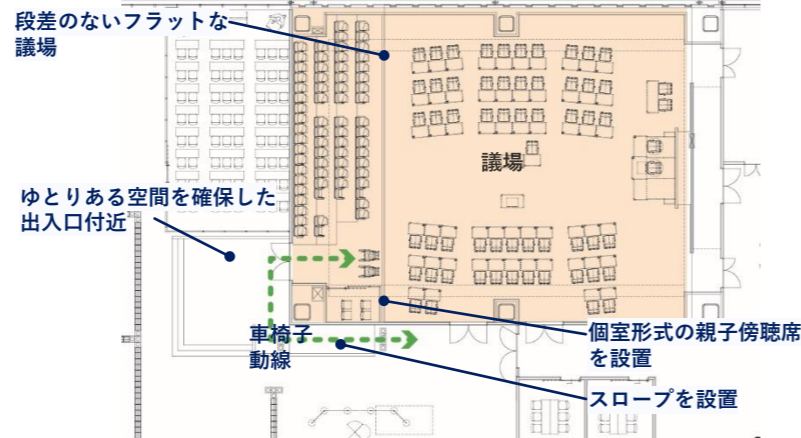 段差のないフラットな
議場
議場
ゆとりある空間を確保した
出入口付近
車椅子
動線
個室形式の親子傍聴席
を設置
スロープを設置